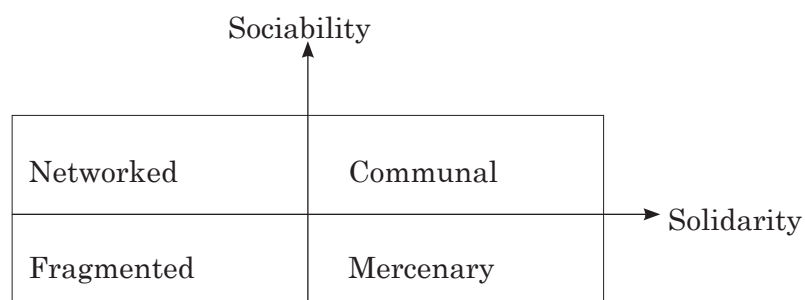 Sociability
Networked Communal
Solidarity
Fragmented Mercenary